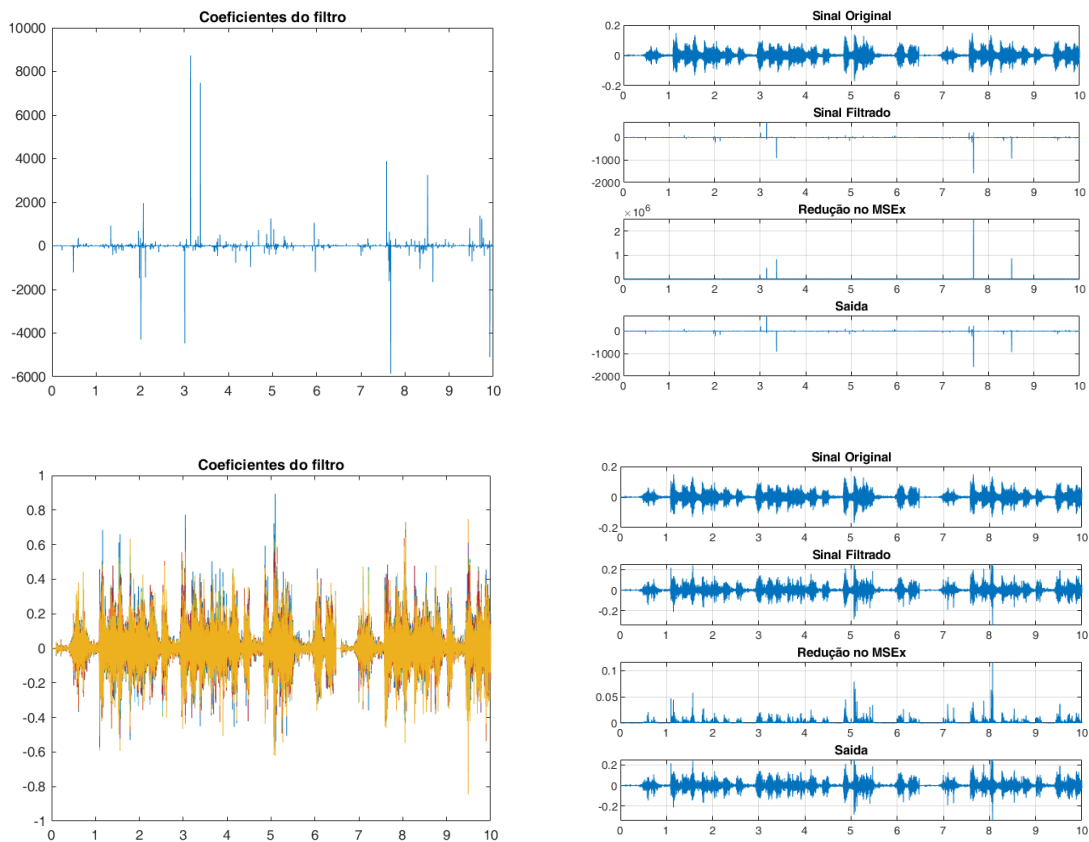 Coeficientes do filtro
10000
8000
6000
4000
2000
0
-2000
-4000
-6000
0 1 2 3 4 5 6 7 8 9 10
Sinal Original
0.2
0
-0.2
0 1 2 3 4 5 6 7 8 9 10
Sinal Filtrado
0
-1000
-2000
0 1 2 3 4 5 6 7 8 9 10
Redução no MSEx
×10^6
2
1
0
0 1 2 3 4 5 6 7 8 9 10
Saida
0
-1000
-2000
0 1 2 3 4 5 6 7 8 9 10
Coeficientes do filtro
1
0.8
0.6
0.4
0.2
0
-0.2
-0.4
-0.6
-0.8
-1
0 1 2 3 4 5 6 7 8 9 10
Sinal Original
0.2
0
-0.2
0 1 2 3 4 5 6 7 8 9 10
Sinal Filtrado
0.2
0
-0.2
0 1 2 3 4 5 6 7 8 9 10
Redução no MSEx
0.1
0.05
0
0 1 2 3 4 5 6 7 8 9 10
Saida
0.2
0
-0.2
0 1 2 3 4 5 6 7 8 9 10